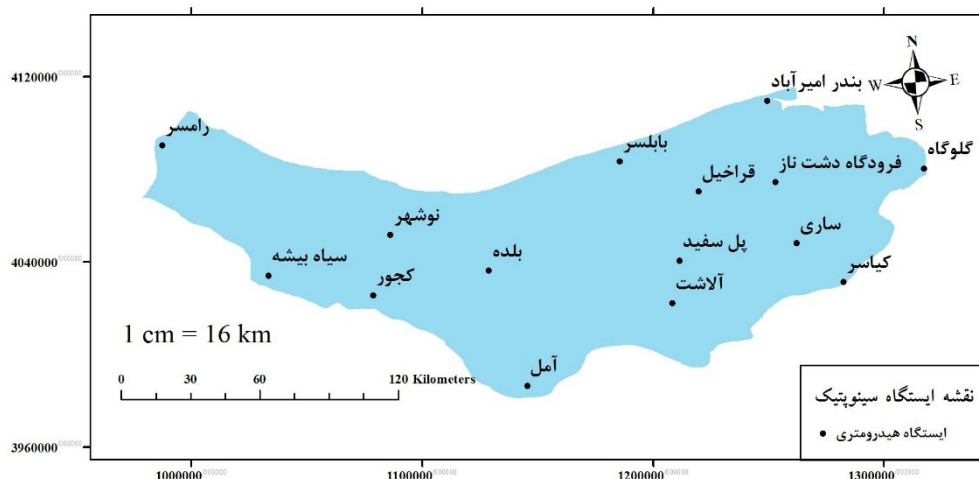 N
W E
S
4120000
4040000
3960000
بندر امیرآباد
رامسر
بابلسر
گلوگاه
فرودگاه دشت ناز
قراخیل
نوشهر
ساری
پل سفید
بلده
سیاه بیشه
کیاسر
کجور
آلاشت
آمل
1 cm = 16 km
0 30 60 120 Kilometers
نقشه ایستگاه سینوپتیک
ایستگاه هیدرومتری
1000000 1100000 1200000 1300000